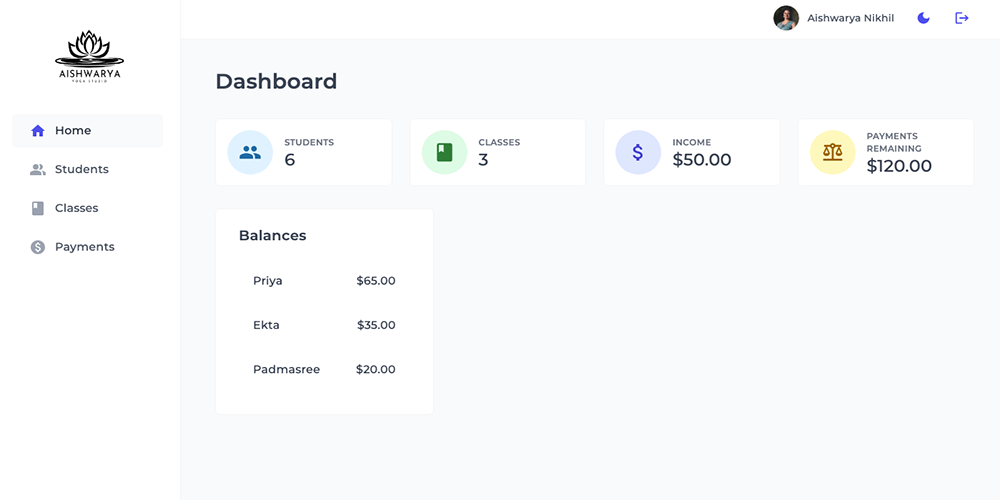 AISHWARYA
YOGA STUDIO
Aishwarya Nikhil
Home
Students
Classes
Payments
Dashboard
STUDENTS
6
CLASSES
3
INCOME
$50.00
PAYMENTS
REMAINING
$120.00
Balances
Priya $65.00
Ekta $35.00
Padmasree $20.00